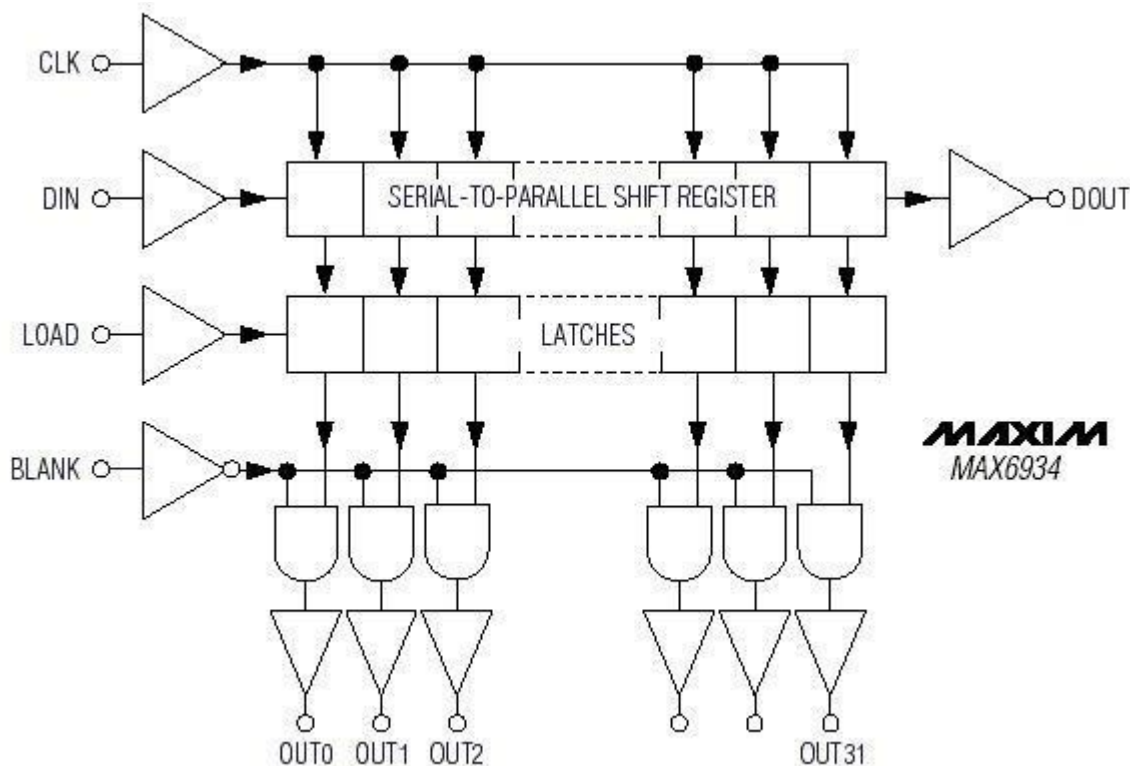 CLK
DIN
SERIAL-TO-PARALLEL SHIFT REGISTER
DOUT
LOAD
LATCHES
BLANK
MAXIM
MAX6934
OUT0 OUT1 OUT2 OUT31